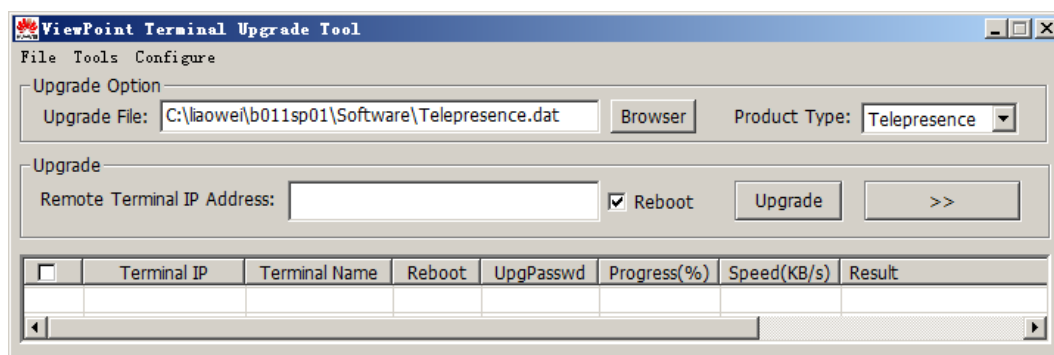 ViewPoint Terminal Upgrade Tool
File Tools Configure
Upgrade Option
Upgrade File: C:\liaowei\b011sp01\Software\Telepresence.dat Browser Product Type: Telepresence
Upgrade
Remote Terminal IP Address: Reboot Upgrade >>
Terminal IP Terminal Name Reboot UpgPasswd Progress(%) Speed(KB/s) Result